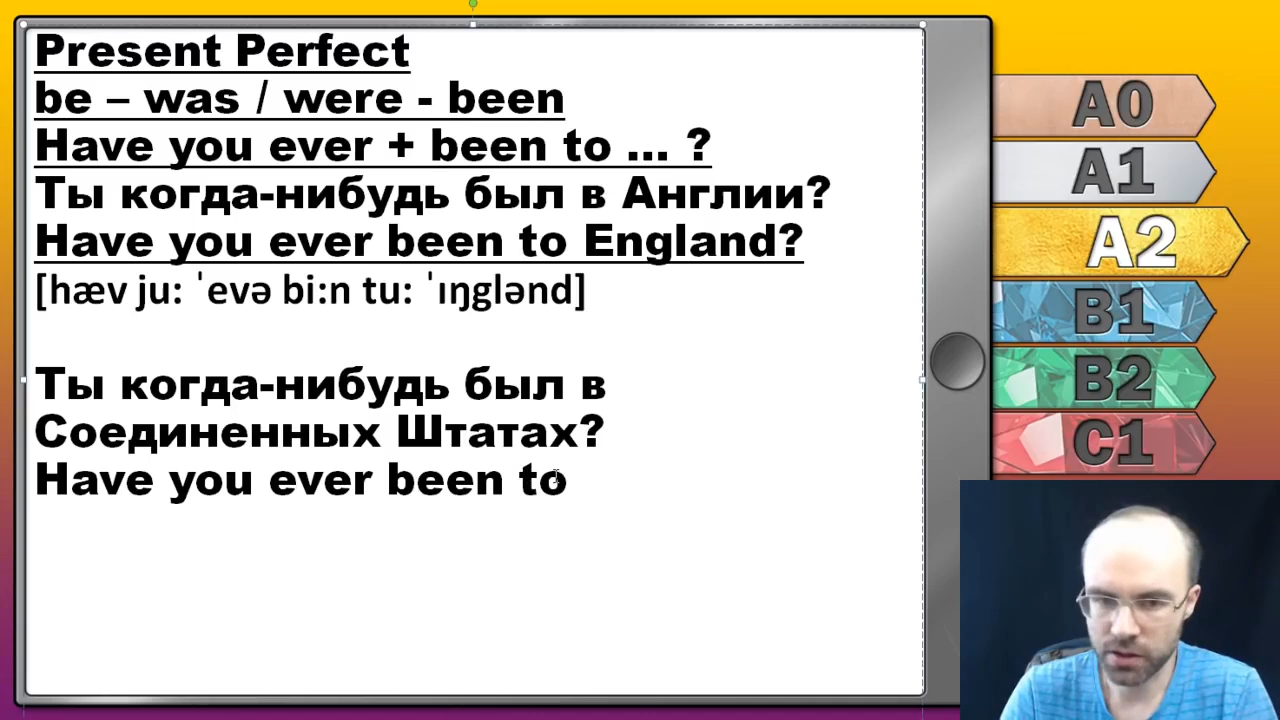 Present Perfect
be – was / were - been
Have you ever + been to ... ?
Ты когда-нибудь был в Англии?
Have you ever been to England?
[hæv ju: ˈevə bi:n tu: ˈıŋglənd]
Ты когда-нибудь был в
Соединенных Штатах?
Have you ever been to
A0
A1
A2
B1
B2
C1